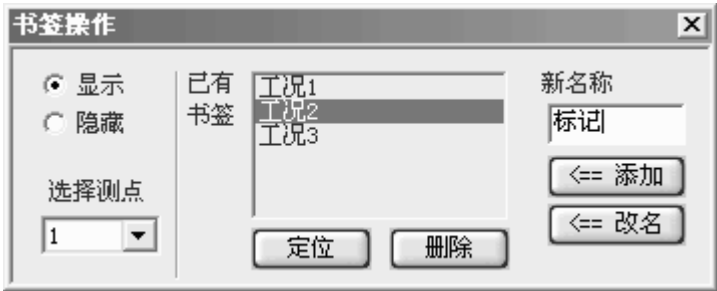 书签操作
显示
隐藏
选择测点
1
已有
书签
工况1
工况2
工况3
定位
删除
新名称
标记
<== 添加
<== 改名